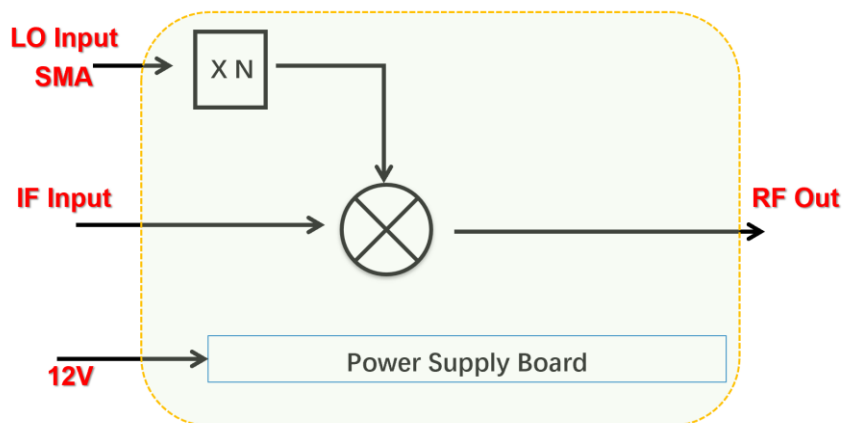 LO Input
SMA
X N
IF Input
RF Out
Power Supply Board
12V